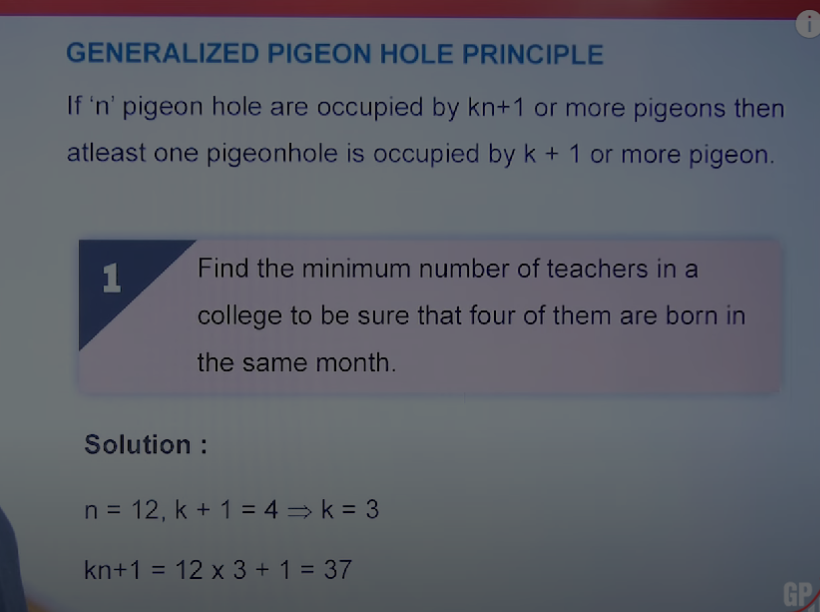 GENERALIZED PIGEON HOLE PRINCIPLE
If ‘n’ pigeon hole are occupied by kn+1 or more pigeons then
atleast one pigeonhole is occupied by k + 1 or more pigeon.
1
Find the minimum number of teachers in a
college to be sure that four of them are born in
the same month.
Solution :
n = 12, k + 1 = 4 ⇒ k = 3
kn+1 = 12 x 3 + 1 = 37
GP
i